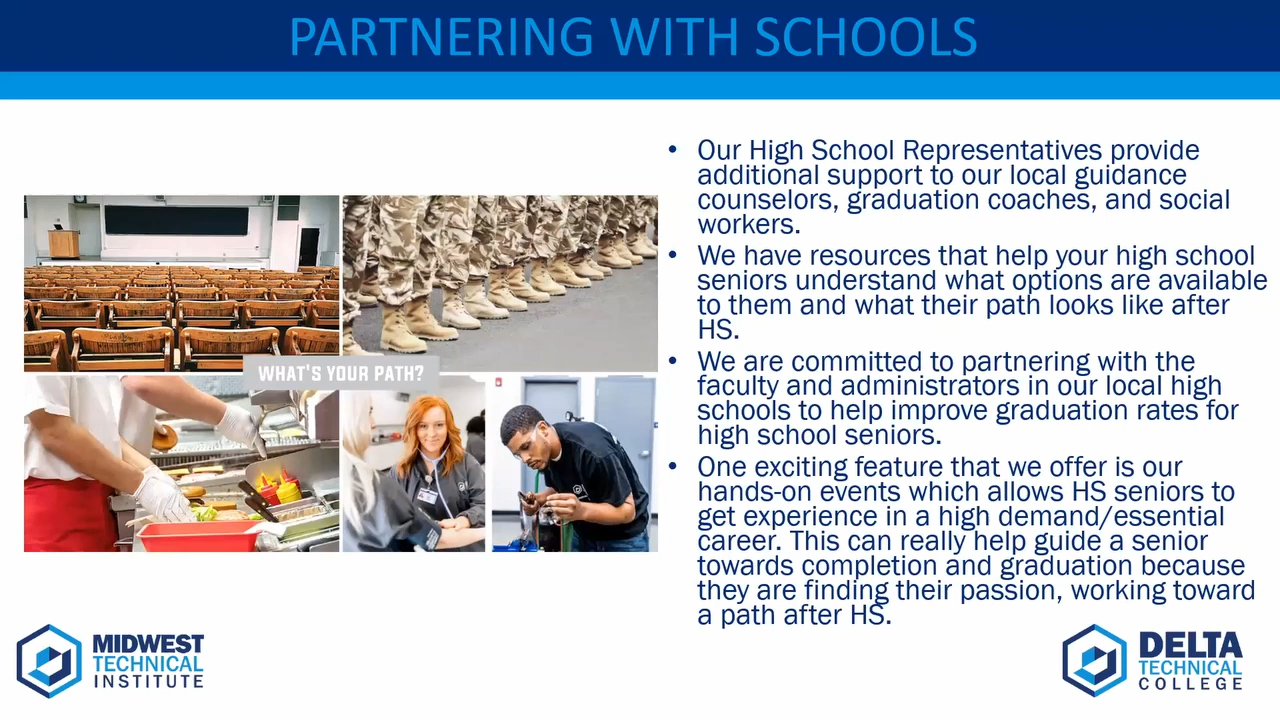 PARTNERING WITH SCHOOLS
WHAT'S YOUR PATH?
• Our High School Representatives provide
additional support to our local guidance
counselors, graduation coaches, and social
workers.
• We have resources that help your high school
seniors understand what options are available
to them and what their path looks like after
HS.
• We are committed to partnering with the
faculty and administrators in our local high
schools to help improve graduation rates for
high school seniors.
• One exciting feature that we offer is our
hands-on events which allows HS seniors to
get experience in a high demand/essential
career. This can really help guide a senior
towards completion and graduation because
they are finding their passion, working toward
a path after HS.
MIDWEST
TECHNICAL
INSTITUTE
DELTA
TECHNICAL
COLLEGE